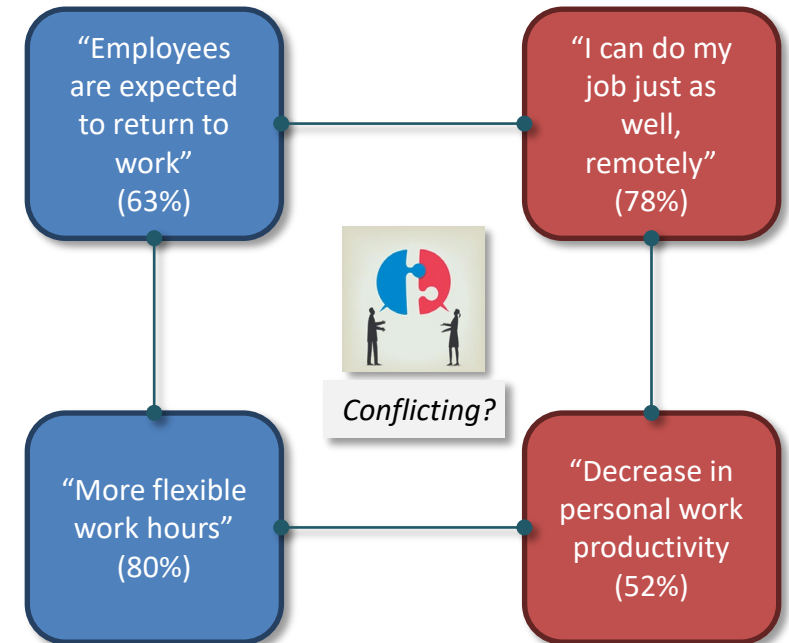 “Employees
are expected
to return to
work”
(63%)
“I can do my
job just as
well,
remotely”
(78%)
Conflicting?
“More flexible
work hours”
(80%)
“Decrease in
personal work
productivity
(52%)